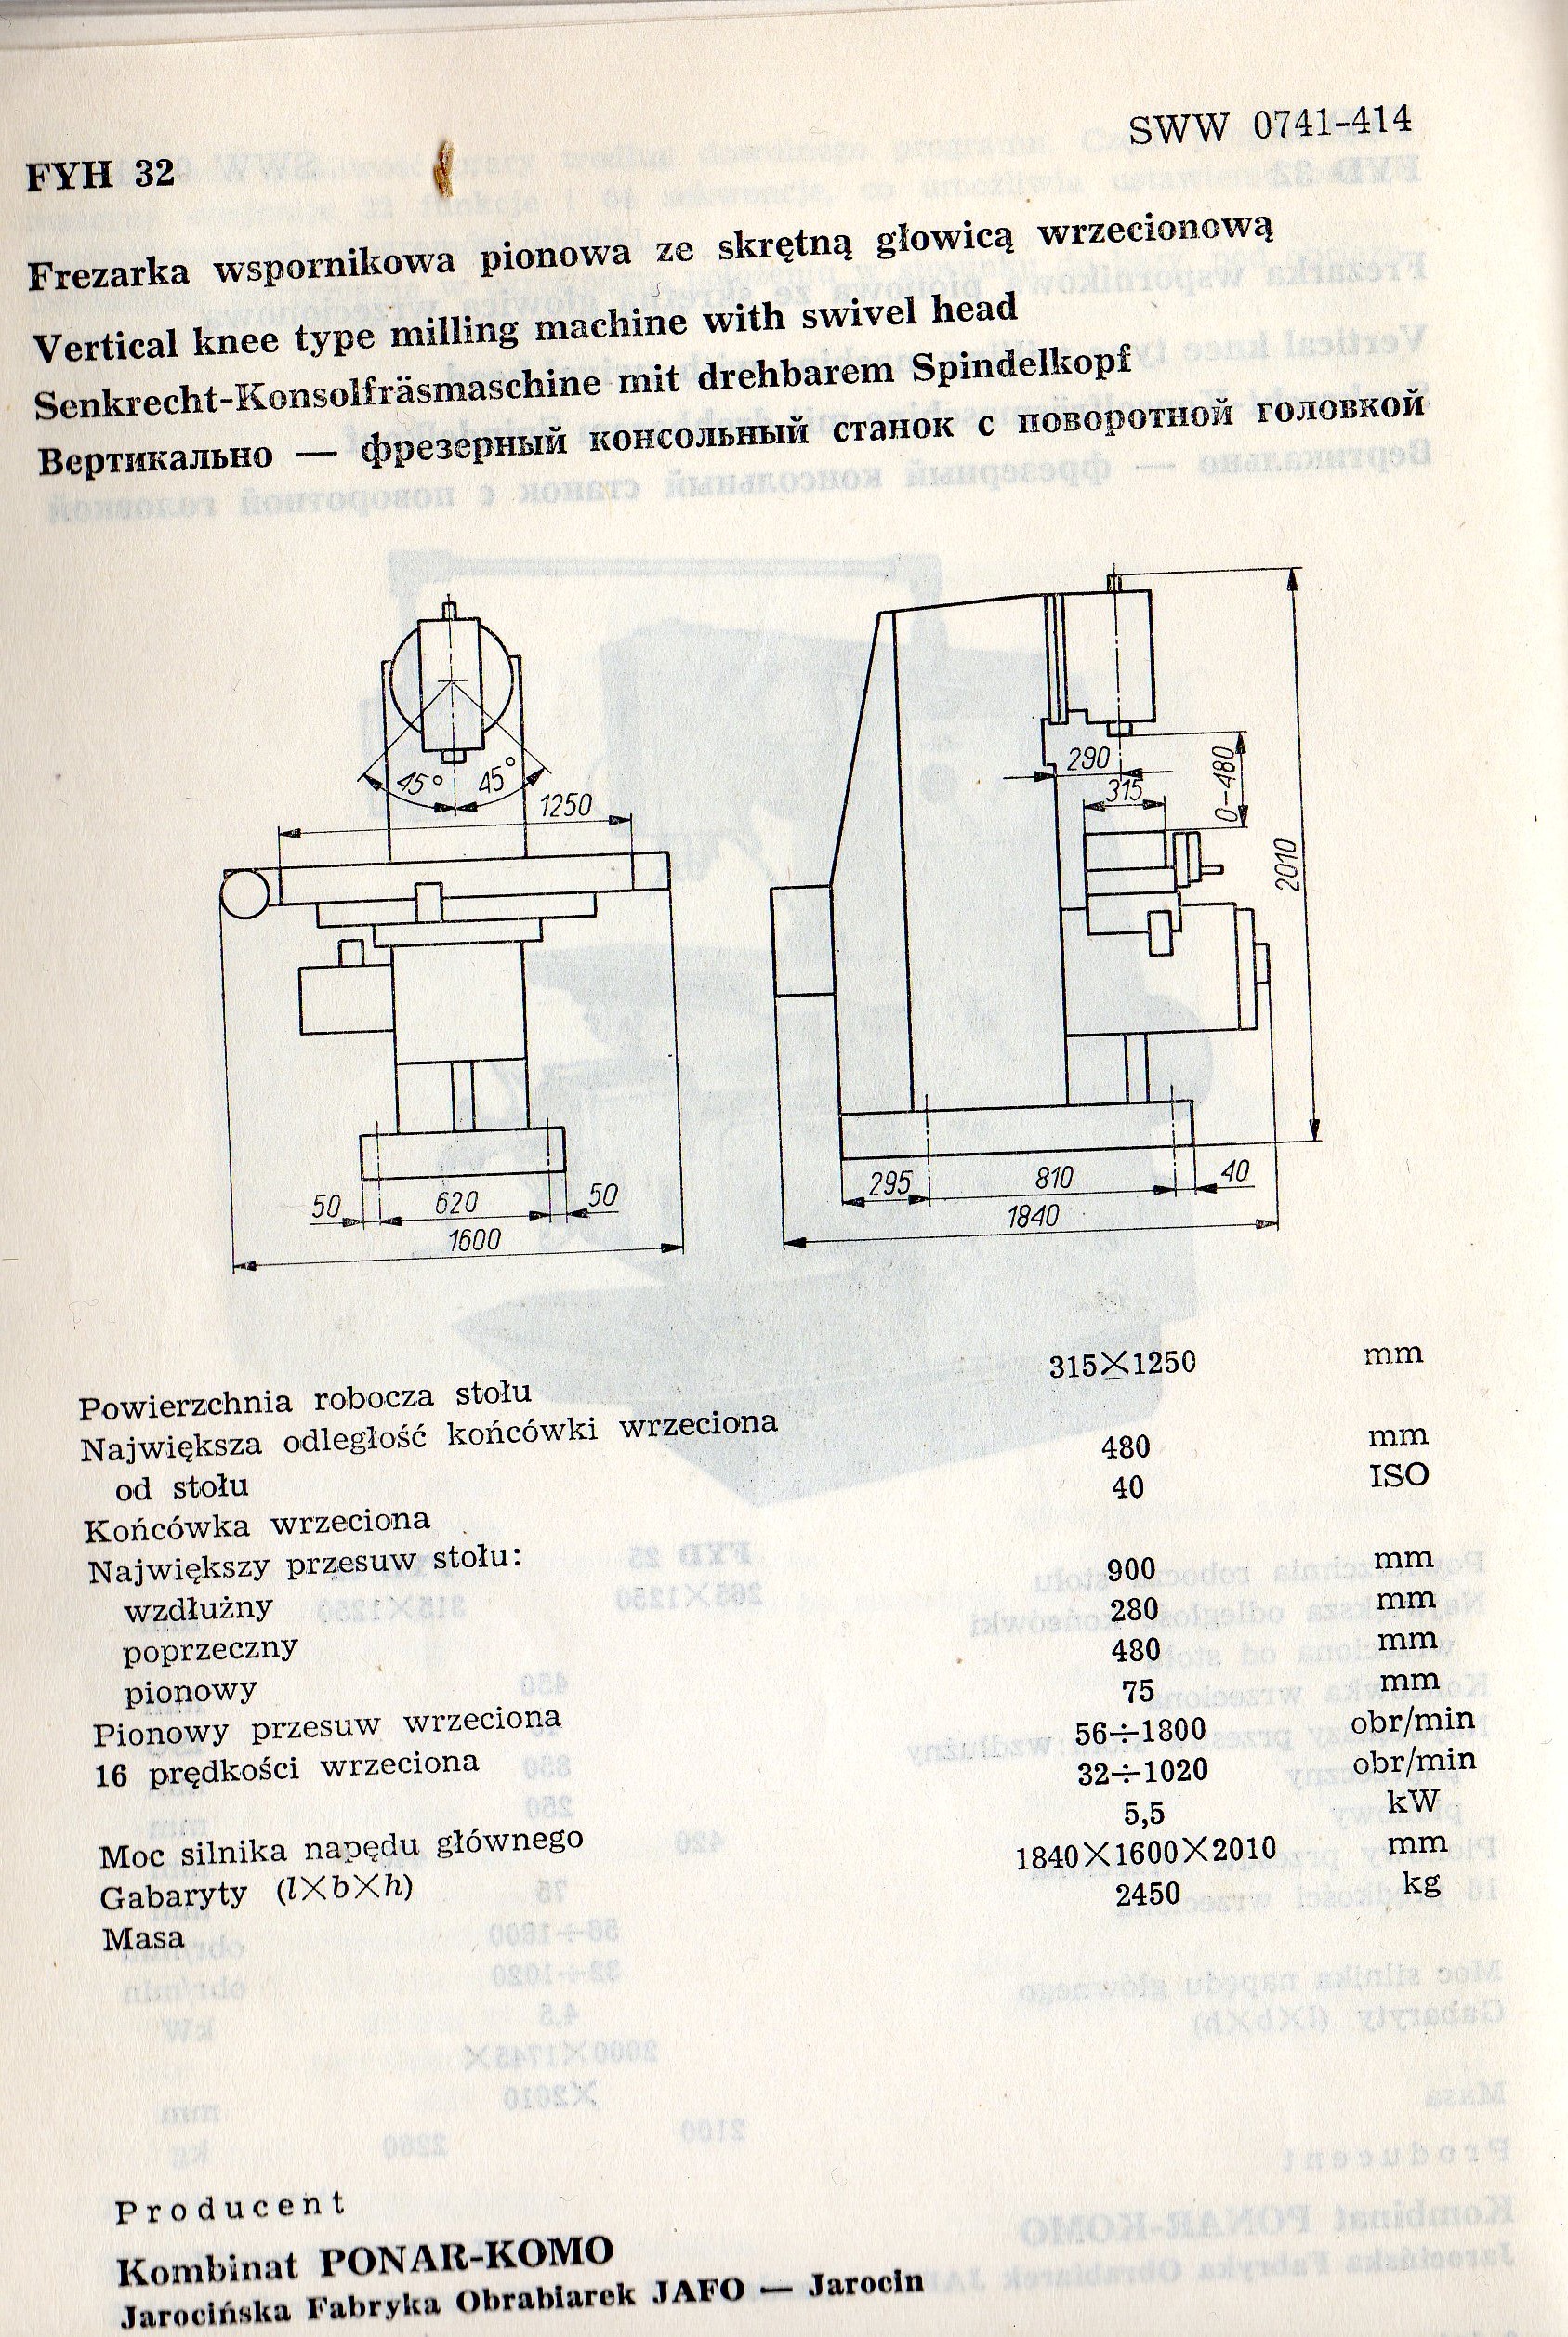 SWW 0741-414
FYH 32
Frezarka wspornikowa pionowa ze skrętną głowicą wrzecionową
Vertical knee type milling machine with swivel head
Senkrecht-Konsolfräsmaschine mit drehbarem Spindelkopf
Вертикально — фрезерный консольный станок с поворотной головкой
45° 45°
1250
290
315
0–480
2010
50 620 50
1600
295 810 40
1840
Powierzchnia robocza stołu 315×1250 mm
Największa odległość końcówki wrzeciona
od stołu 480 mm
Końcówka wrzeciona 40 ISO
Największy przesuw stołu:
wzdłużny 900 mm
poprzeczny 280 mm
pionowy 480 mm
Pionowy przesuw wrzeciona 75 mm
16 prędkości wrzeciona 56÷1800 obr/min
32÷1020 obr/min
Moc silnika napędu głównego 5,5 kW
Gabaryty (l×b×h) 1840×1600×2010 mm
Masa 2450 kg
Producent
Kombinat PONAR-KOMO
Jarocińska Fabryka Obrabiarek JAFO — Jarocin